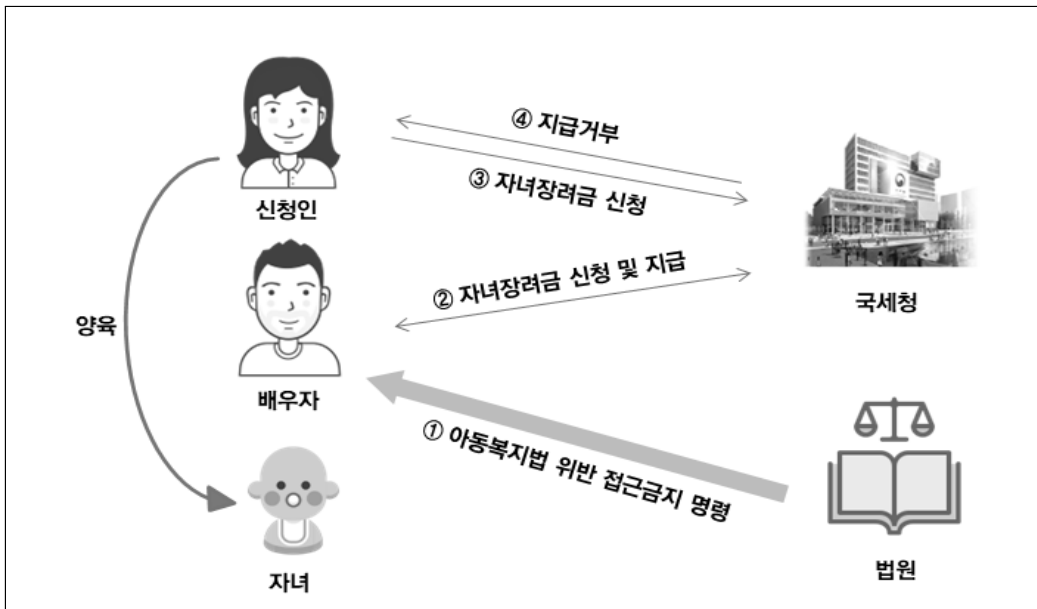 ④ 지급거부
③ 자녀장려금 신청
신청인
② 자녀장려금 신청 및 지급
국세청
양육
배우자
① 아동복지법 위반 접근금지 명령
자녀
법원